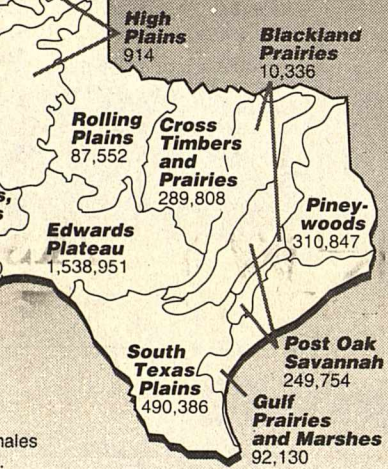 High
Plains
914
Blackland
Prairies
10,336
Rolling
Plains
87,552
Cross
Timbers
and
Prairies
289,808
Piney-
woods
310,847
Edwards
Plateau
1,538,951
South
Texas
Plains
490,386
Post Oak
Savannah
249,754
Gulf
Prairies
and Marshes
92,130